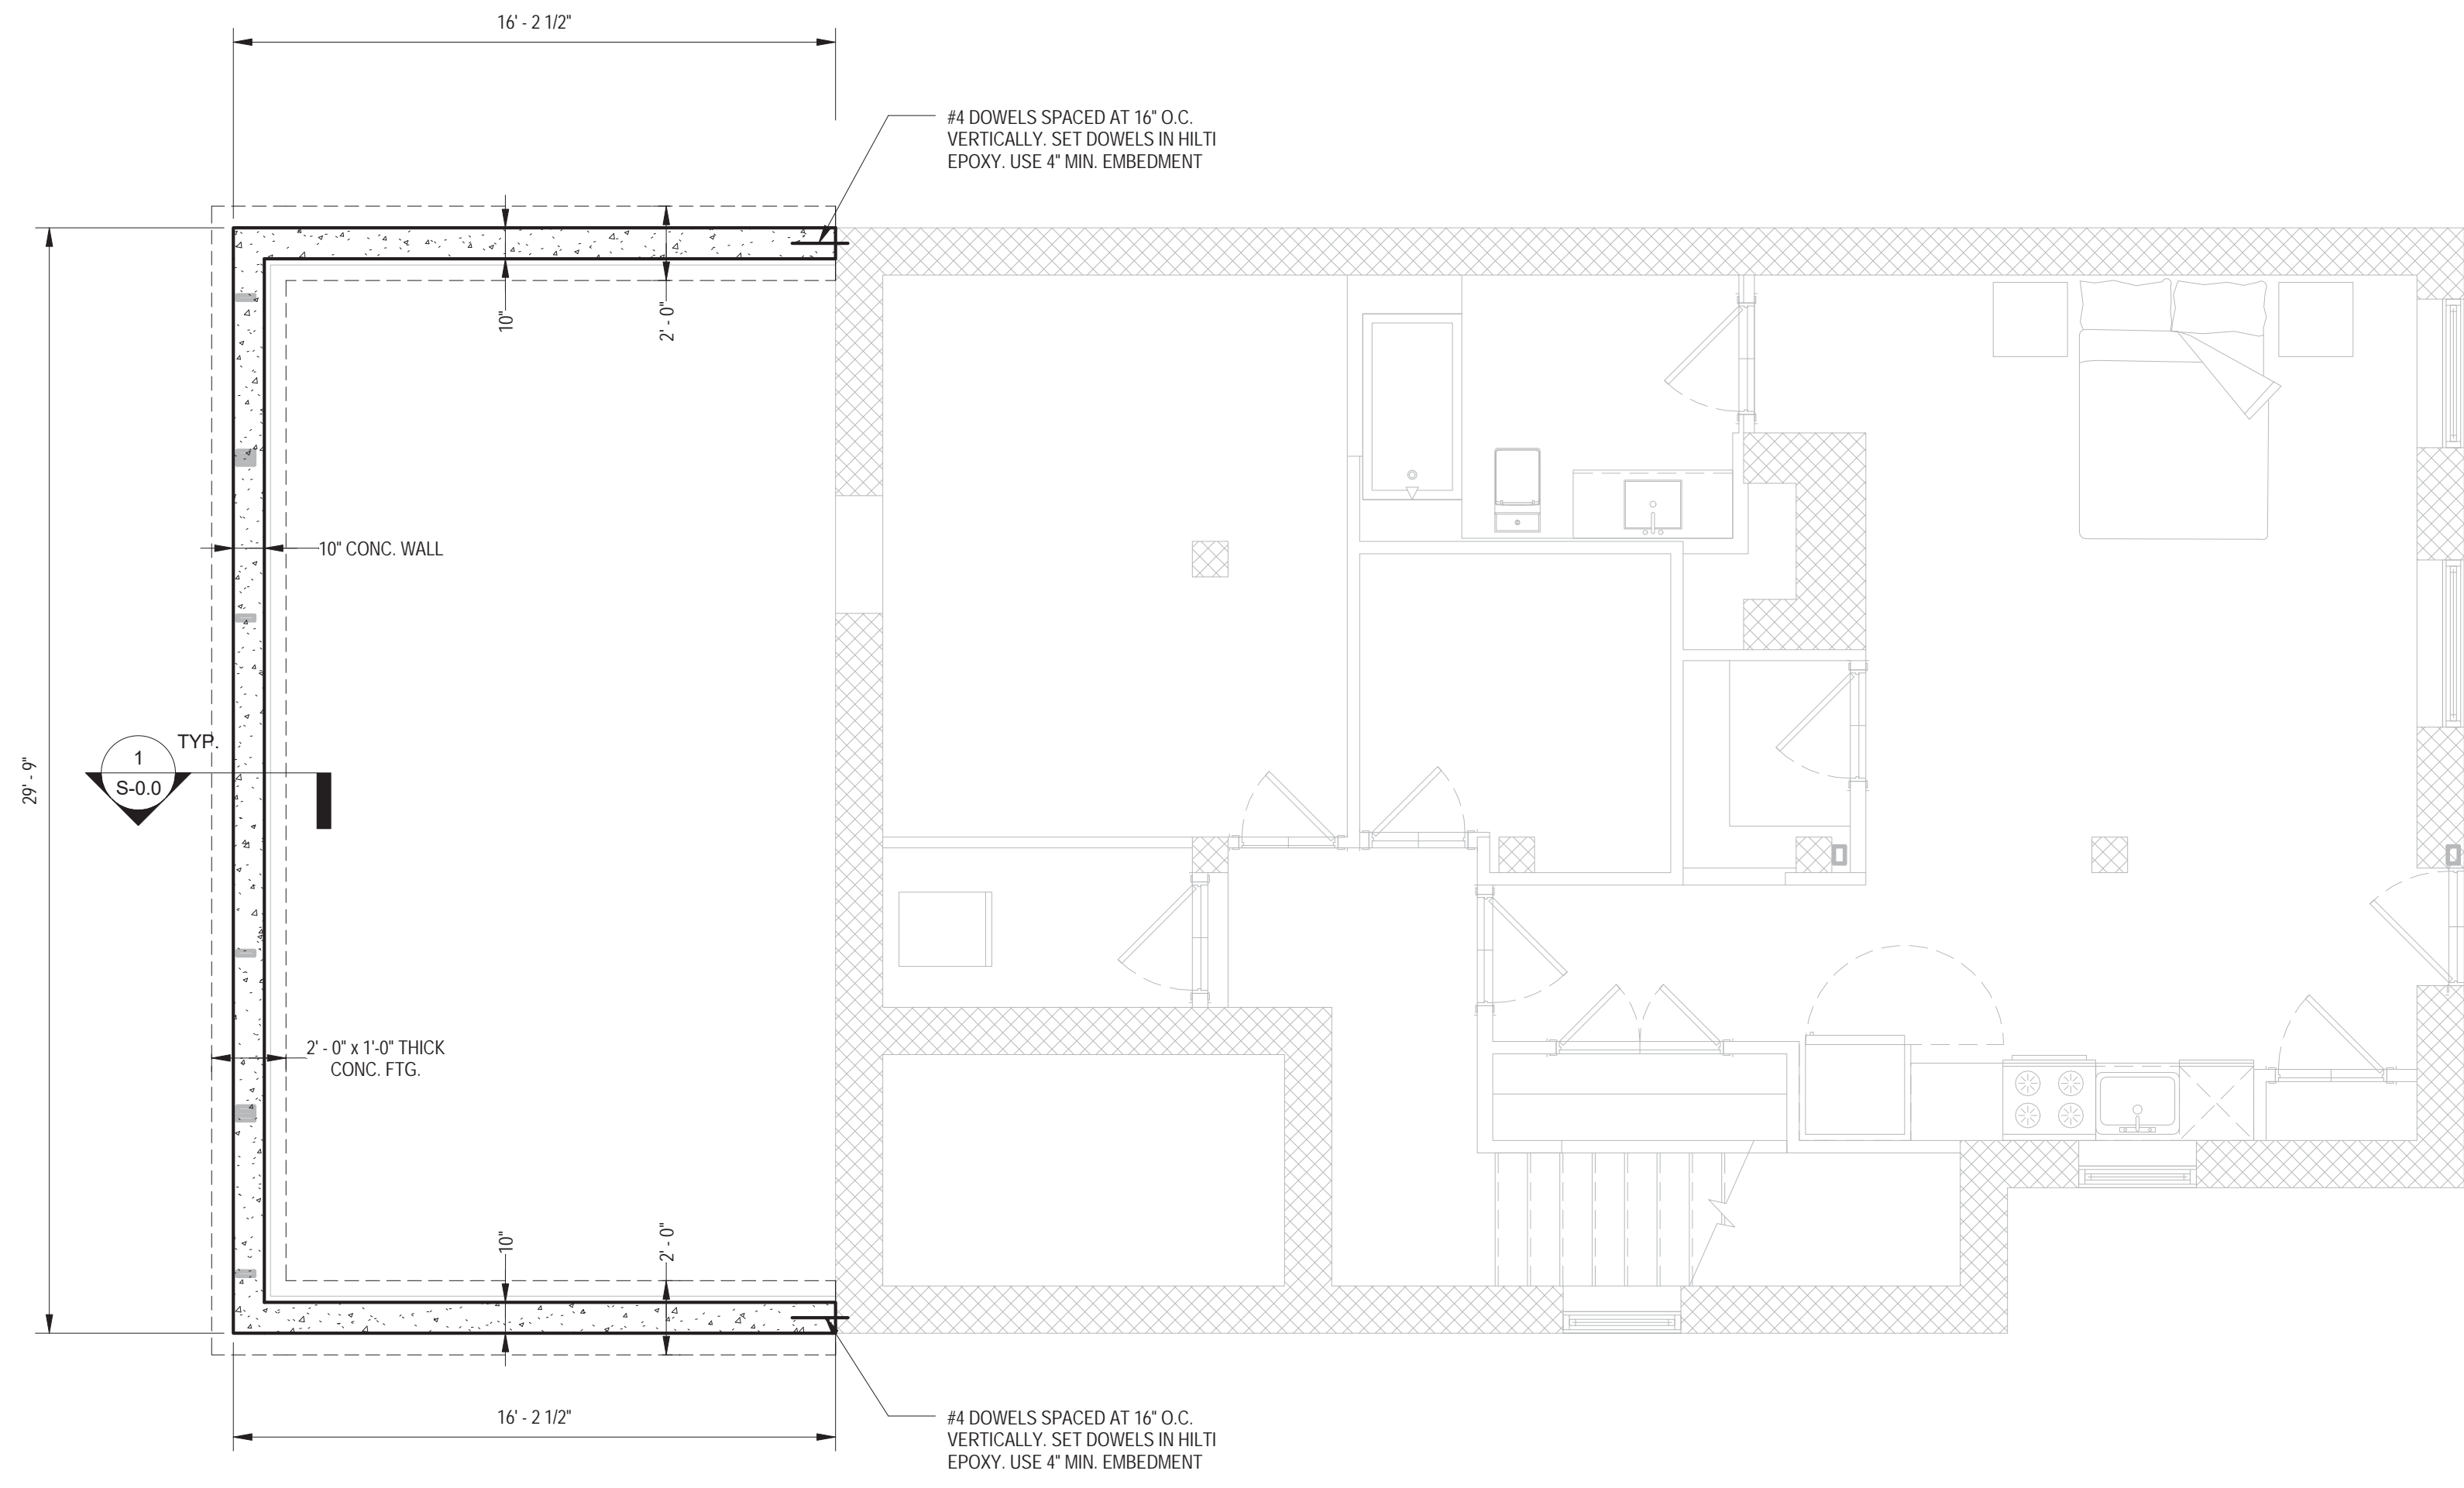 16' - 2 1/2"
#4 DOWELS SPACED AT 16" O.C.
VERTICALLY. SET DOWELS IN HILTI
EPOXY. USE 4" MIN. EMBEDMENT
10"
2' - 0"
10" CONC. WALL
TYP.
1
S-0.0
29' - 9"
2' - 0" x 1'-0" THICK
CONC. FTG.
10"
2' - 0"
16' - 2 1/2"
#4 DOWELS SPACED AT 16" O.C.
VERTICALLY. SET DOWELS IN HILTI
EPOXY. USE 4" MIN. EMBEDMENT